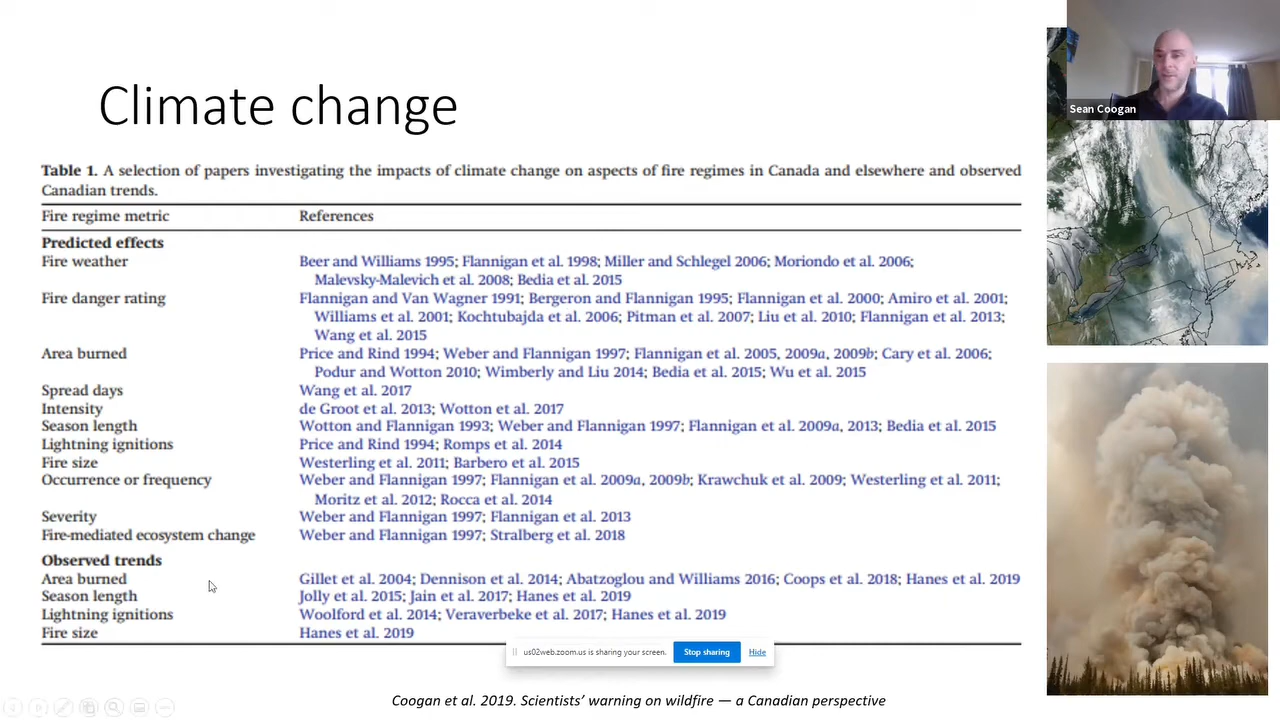 Climate change
Sean Coogan
Table 1. A selection of papers investigating the impacts of climate change on aspects of fire regimes in Canada and elsewhere and observed
Canadian trends.
Fire regime metric References
Predicted effects
Fire weather Beer and Williams 1995; Flannigan et al. 1998; Miller and Schlegel 2006; Moriondo et al. 2006;
Malevsky-Malevich et al. 2008; Bedia et al. 2015
Fire danger rating Flannigan and Van Wagner 1991; Bergeron and Flannigan 1995; Flannigan et al. 2000; Amiro et al. 2001;
Williams et al. 2001; Kochtubajda et al. 2006; Pitman et al. 2007; Liu et al. 2010; Flannigan et al. 2013;
Wang et al. 2015
Area burned Price and Rind 1994; Weber and Flannigan 1997; Flannigan et al. 2005, 2009a, 2009b; Cary et al. 2006;
Podur and Wotton 2010; Wimberly and Liu 2014; Bedia et al. 2015; Wu et al. 2015
Spread days Wang et al. 2017
Intensity de Groot et al. 2013; Wotton et al. 2017
Season length Wotton and Flannigan 1993; Weber and Flannigan 1997; Flannigan et al. 2009a, 2013; Bedia et al. 2015
Lightning ignitions Price and Rind 1994; Romps et al. 2014
Fire size Westerling et al. 2011; Barbero et al. 2015
Occurrence or frequency Weber and Flannigan 1997; Flannigan et al. 2009a, 2009b; Krawchuk et al. 2009; Westerling et al. 2011;
Moritz et al. 2012; Rocca et al. 2014
Severity Weber and Flannigan 1997; Flannigan et al. 2013
Fire-mediated ecosystem change Weber and Flannigan 1997; Stralberg et al. 2018
Observed trends
Area burned Gillet et al. 2004; Dennison et al. 2014; Abatzoglou and Williams 2016; Coops et al. 2018; Hanes et al. 2019
Season length Jolly et al. 2015; Jain et al. 2017; Hanes et al. 2019
Lightning ignitions Woolford et al. 2014; Veraverbeke et al. 2017; Hanes et al. 2019
Fire size Hanes et al. 2019
us02web.zoom.us is sharing your screen. Stop sharing Hide
Coogan et al. 2019. Scientists' warning on wildfire — a Canadian perspective